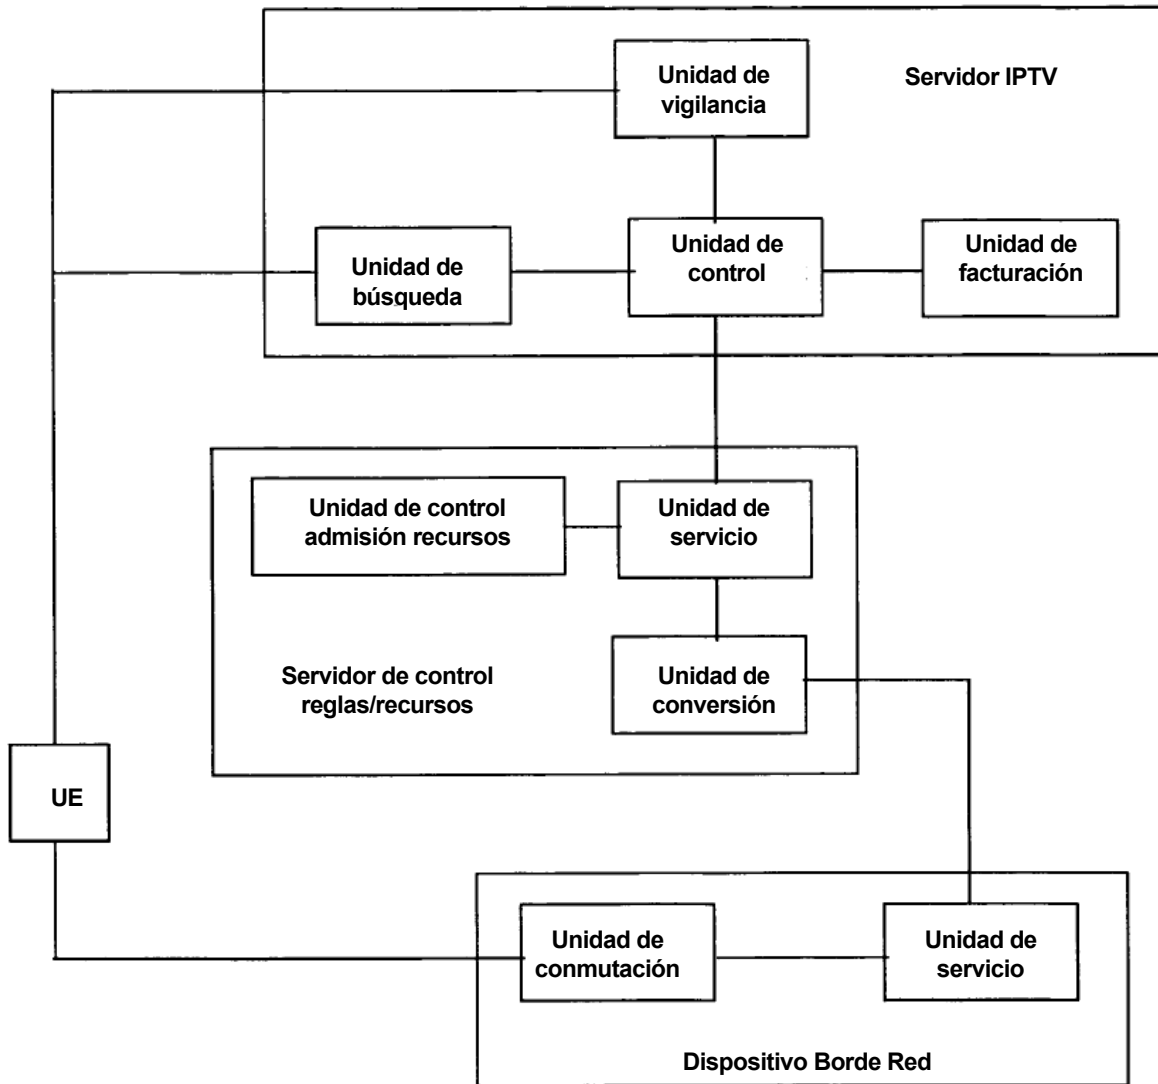 Unidad de
vigilancia
Servidor IPTV
Unidad de
búsqueda
Unidad de
control
Unidad de
facturación
Unidad de control
admisión recursos
Unidad de
servicio
Servidor de control
reglas/recursos
Unidad de
conversión
UE
Unidad de
conmutación
Unidad de
servicio
Dispositivo Borde Red